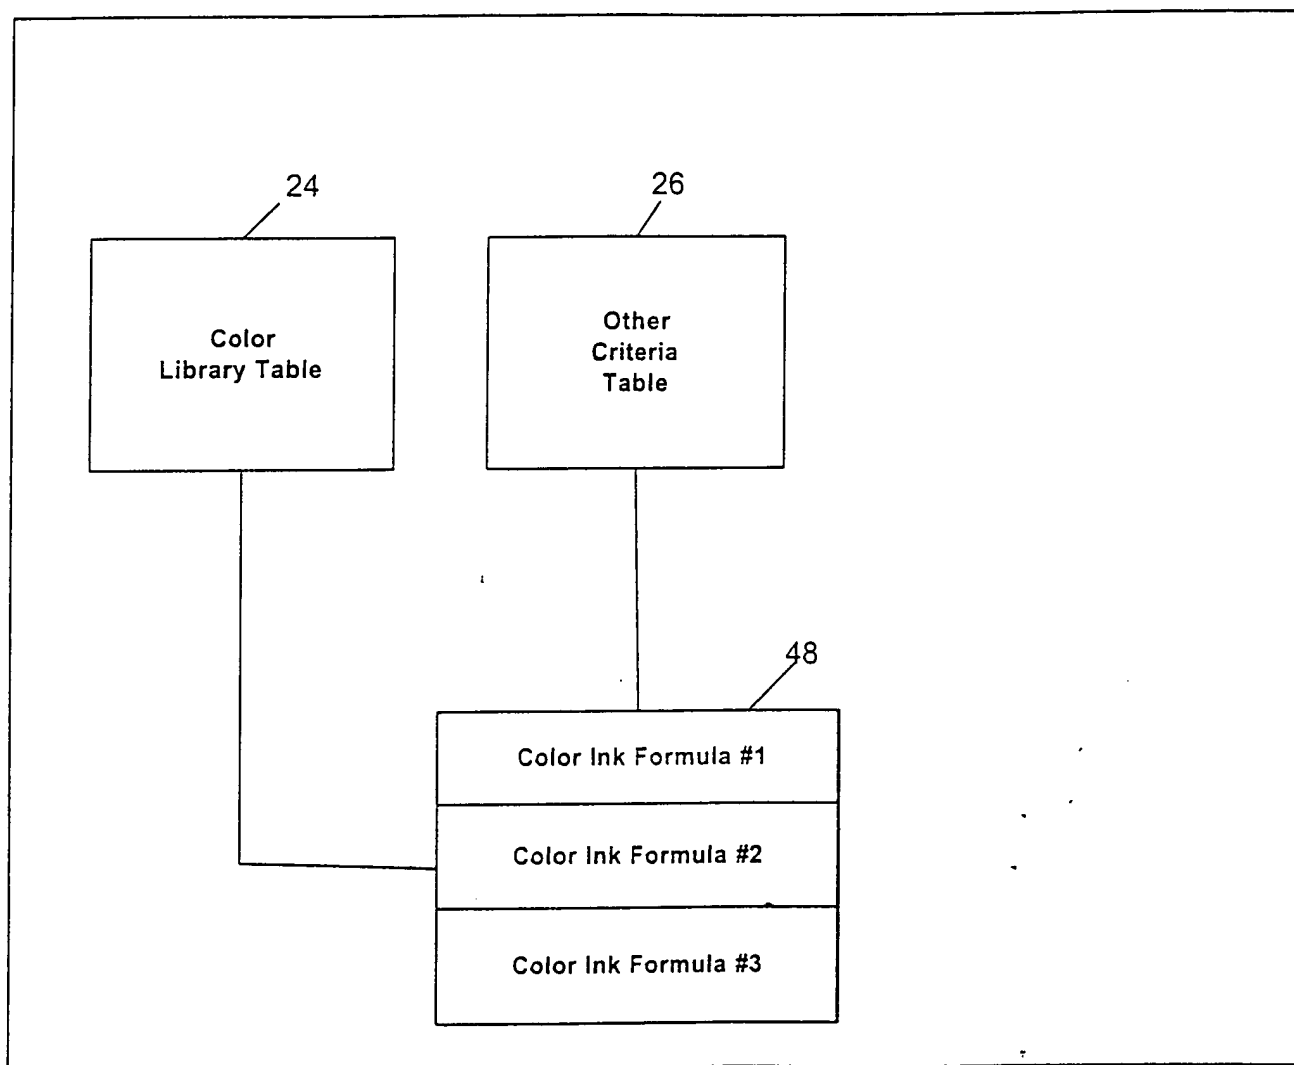 24
26
Color
Library Table
Other
Criteria
Table
48
Color Ink Formula #1
Color Ink Formula #2
Color Ink Formula #3